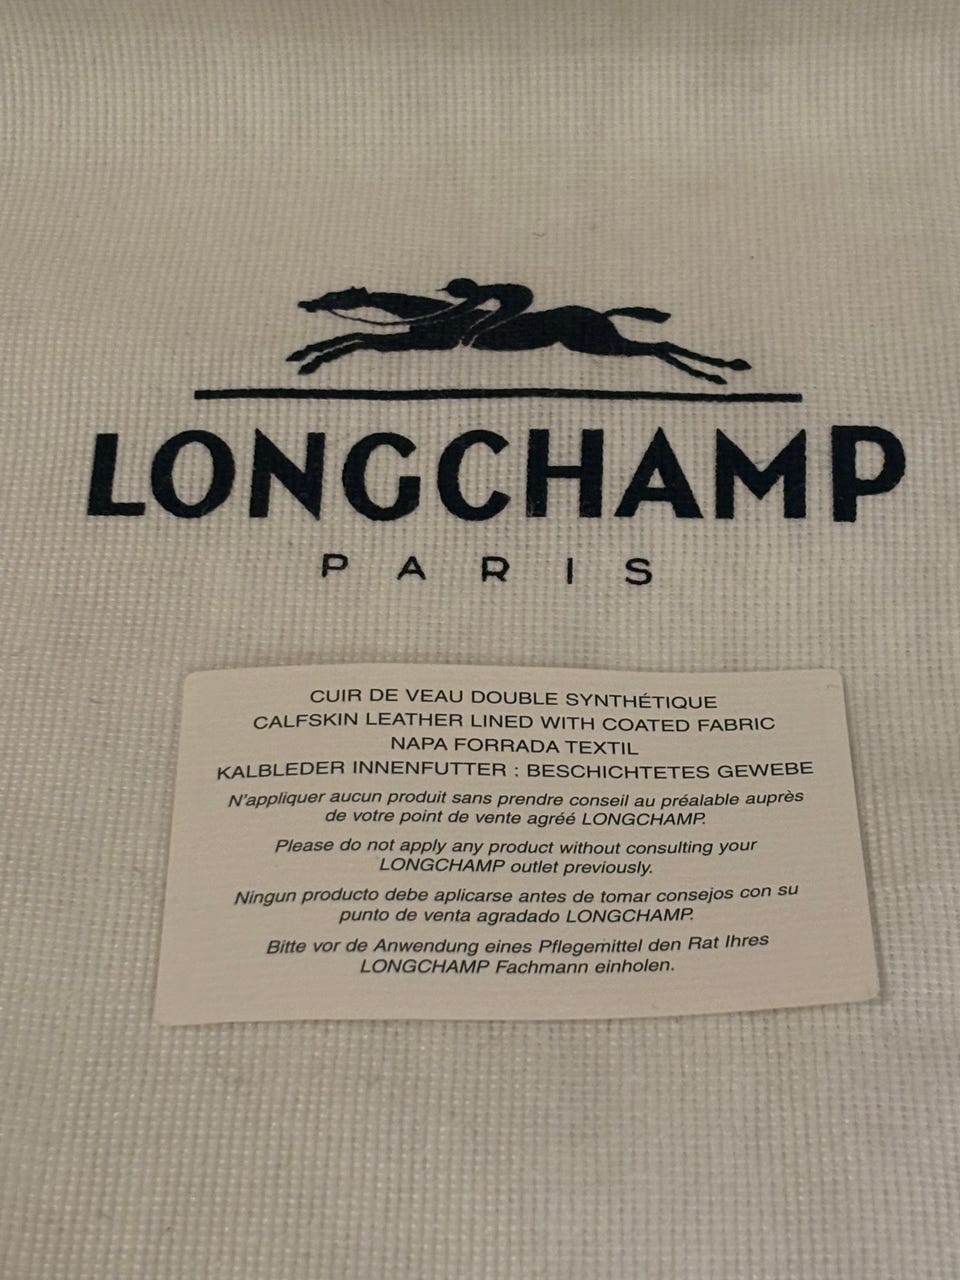 LONGCHAMP
PARIS
CUIR DE VEAU DOUBLE SYNTHÉTIQUE
CALFSKIN LEATHER LINED WITH COATED FABRIC
NAPA FORRADA TEXTIL
KALBLEDER INNENFUTTER : BESCHICHTETES GEWEBE
N'appliquer aucun produit sans prendre conseil au préalable auprès
de votre point de vente agréé LONGCHAMP.
Please do not apply any product without consulting your
LONGCHAMP outlet previously.
Ningun producto debe aplicarse antes de tomar consejos con su
punto de venta agradado LONGCHAMP.
Bitte vor de Anwendung eines Pflegemittel den Rat Ihres
LONGCHAMP Fachmann einholen.